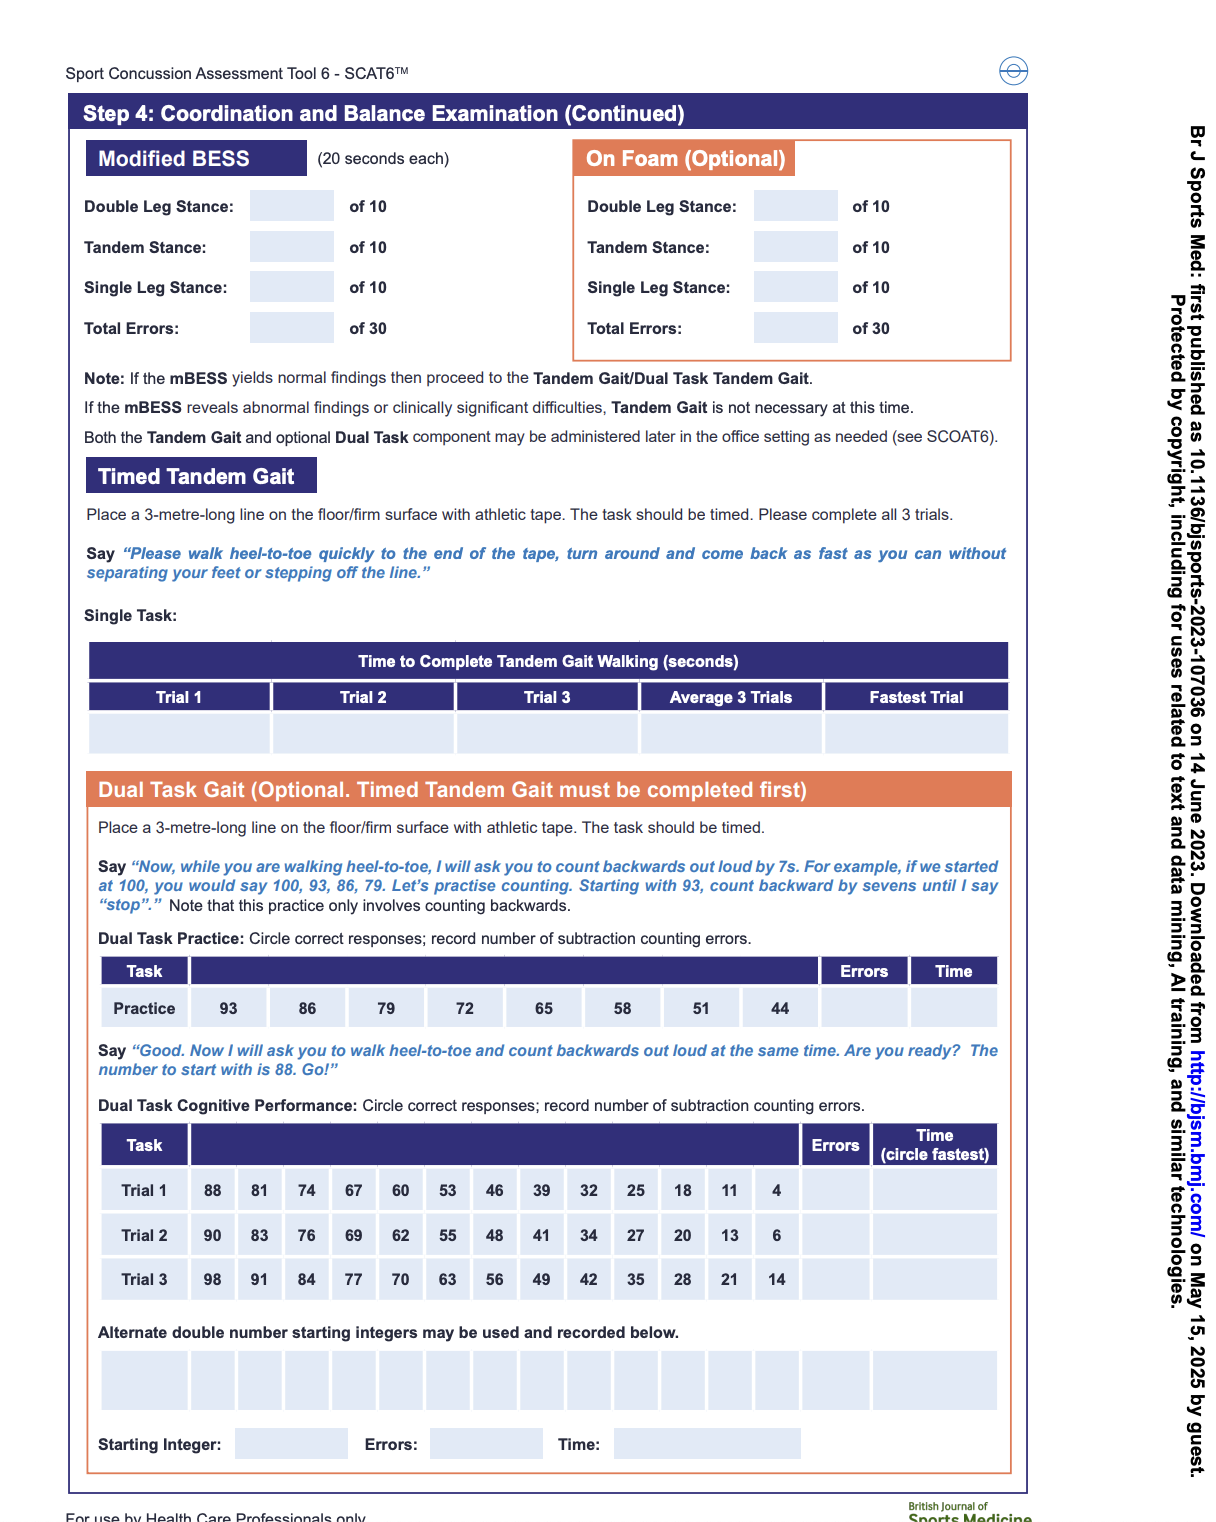 Sport Concussion Assessment Tool 6 - SCAT6™
Step 4: Coordination and Balance Examination (Continued)
Modified BESS (20 seconds each)
Double Leg Stance: of 10
Tandem Stance: of 10
Single Leg Stance: of 10
Total Errors: of 30
On Foam (Optional)
Double Leg Stance: of 10
Tandem Stance: of 10
Single Leg Stance: of 10
Total Errors: of 30
Note: If the mBESS yields normal findings then proceed to the Tandem Gait/Dual Task Tandem Gait.
If the mBESS reveals abnormal findings or clinically significant difficulties, Tandem Gait is not necessary at this time.
Both the Tandem Gait and optional Dual Task component may be administered later in the office setting as needed (see SCOAT6).
Timed Tandem Gait
Place a 3-metre-long line on the floor/firm surface with athletic tape. The task should be timed. Please complete all 3 trials.
Say “Please walk heel-to-toe quickly to the end of the tape, turn around and come back as fast as you can without
separating your feet or stepping off the line.”
Single Task:
Time to Complete Tandem Gait Walking (seconds)
Trial 1 Trial 2 Trial 3 Average 3 Trials Fastest Trial
Dual Task Gait (Optional. Timed Tandem Gait must be completed first)
Place a 3-metre-long line on the floor/firm surface with athletic tape. The task should be timed.
Say “Now, while you are walking heel-to-toe, I will ask you to count backwards out loud by 7s. For example, if we started
at 100, you would say 100, 93, 86, 79. Let’s practise counting. Starting with 93, count backward by sevens until I say
“stop”.” Note that this practice only involves counting backwards.
Dual Task Practice: Circle correct responses; record number of subtraction counting errors.
Task Errors Time
Practice 93 86 79 72 65 58 51 44
Say “Good. Now I will ask you to walk heel-to-toe and count backwards out loud at the same time. Are you ready? The
number to start with is 88. Go!”
Dual Task Cognitive Performance: Circle correct responses; record number of subtraction counting errors.
Task Errors Time
(circle fastest)
Trial 1 88 81 74 67 60 53 46 39 32 25 18 11 4
Trial 2 90 83 76 69 62 55 48 41 34 27 20 13 6
Trial 3 98 91 84 77 70 63 56 49 42 35 28 21 14
Alternate double number starting integers may be used and recorded below.
Starting Integer: Errors: Time:
For use by Health Care Professionals only
British Journal of
Sports Medicine
Br J Sports Med: first published as 10.1136/bjsports-2023-107036 on 14 June 2023. Downloaded from http://bjsm.bmj.com/ on May 15, 2025 by guest.
Protected by copyright, including for uses related to text and data mining, AI training, and similar technologies.